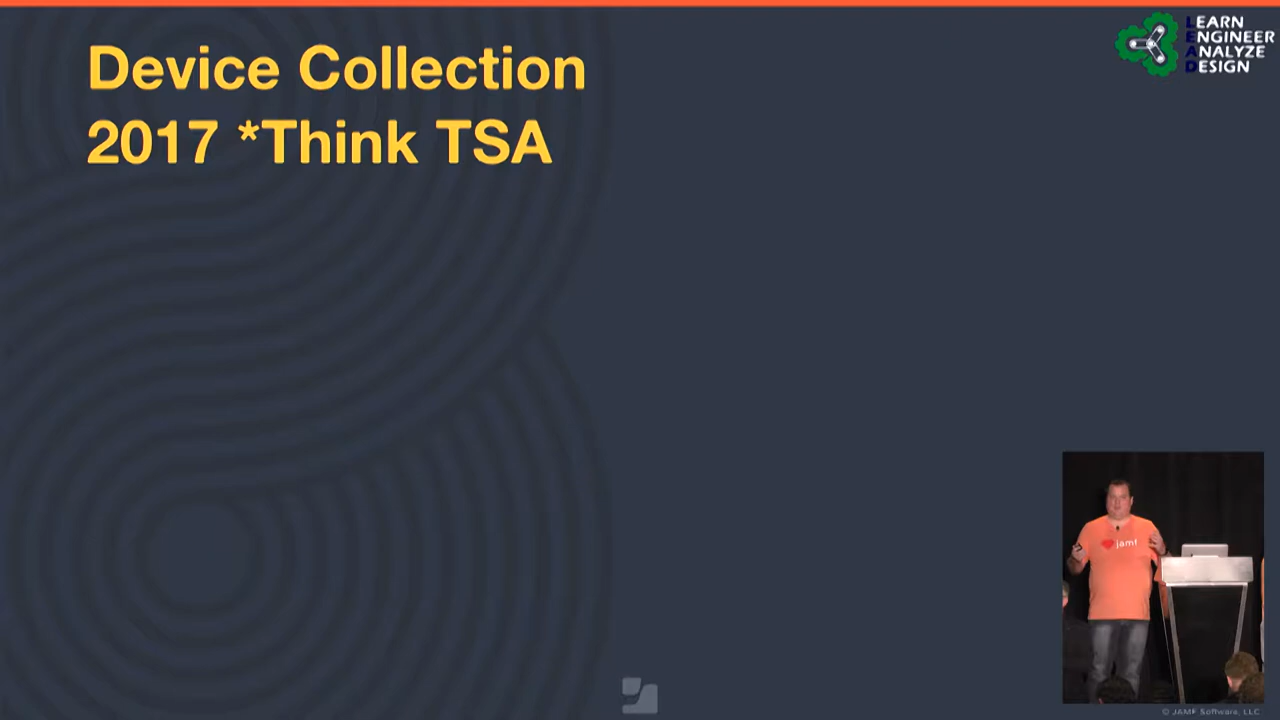 Device Collection
2017 *Think TSA
LEARN
ENGINEER
ANALYZE
DESIGN
jamf
© JAMF Software, LLC